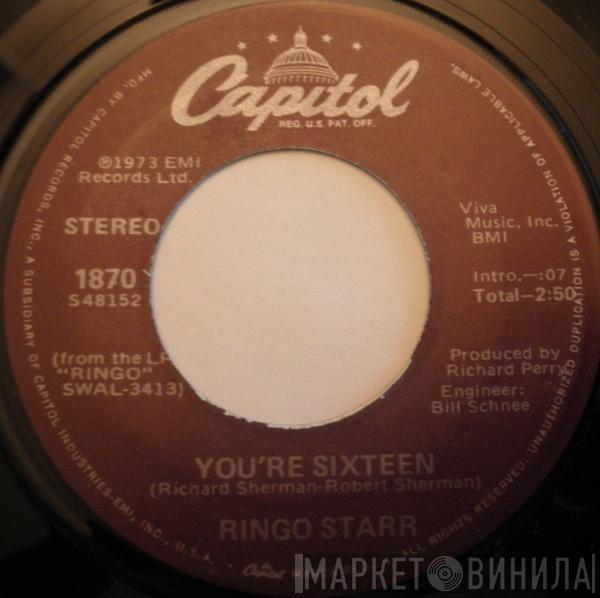 Capitol
REG. U.S. PAT. OFF.
MFD. BY CAPITOL RECORDS, INC., A SUBSIDIARY OF CAPITOL INDUSTRIES-EMI, INC., U.S.A.
ALL RIGHTS RESERVED. UNAUTHORIZED DUPLICATION IS A VIOLATION OF APPLICABLE LAWS.
℗1973 EMI
Records Ltd.
STEREO
1870
S48152
(from the LP
"RINGO"
SWAL-3413)
Viva
Music, Inc.
BMI
Intro.—:07
Total—2:50
Produced by
Richard Perry
Engineer:
Bill Schnee
YOU'RE SIXTEEN
(Richard Sherman-Robert Sherman)
RINGO STARR
Capitol
МАРКЕТ ВИНИЛА